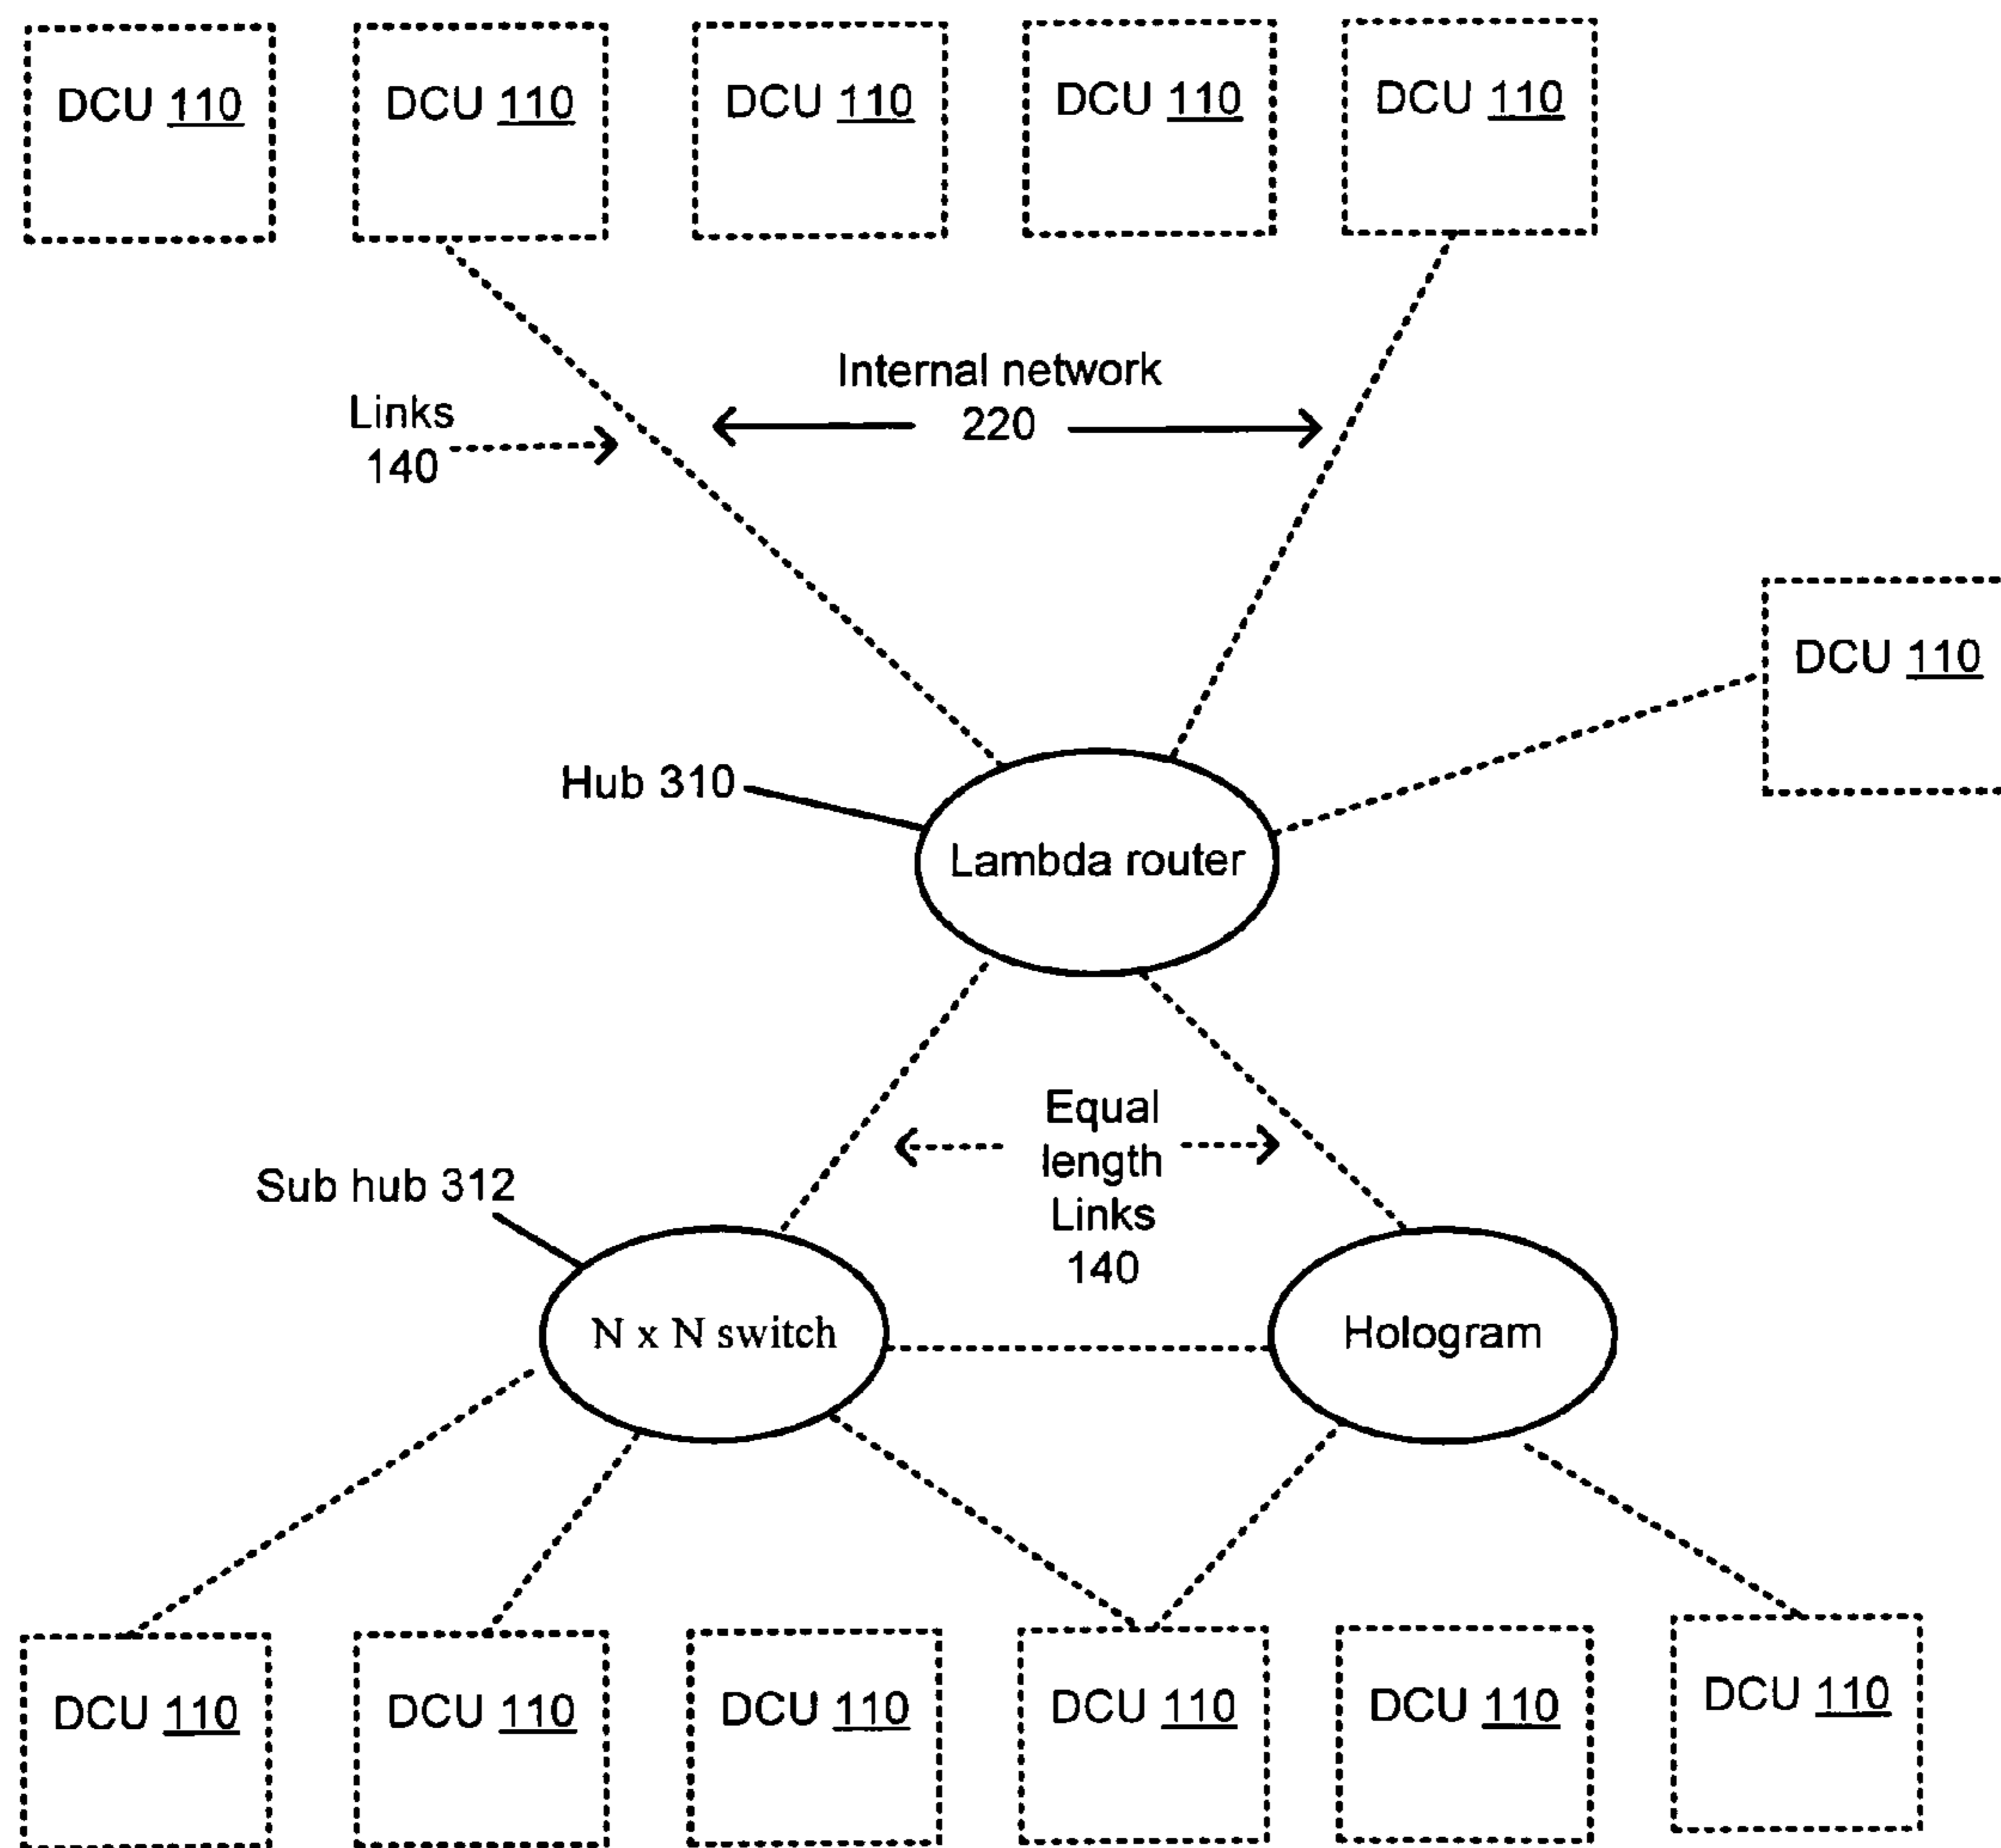 DCU 110
DCU 110
DCU 110
DCU 110
DCU 110
Internal network
220
Links
140
DCU 110
Hub 310
Lambda router
Equal
length
Links
140
Sub hub 312
N x N switch
Hologram
DCU 110
DCU 110
DCU 110
DCU 110
DCU 110
DCU 110